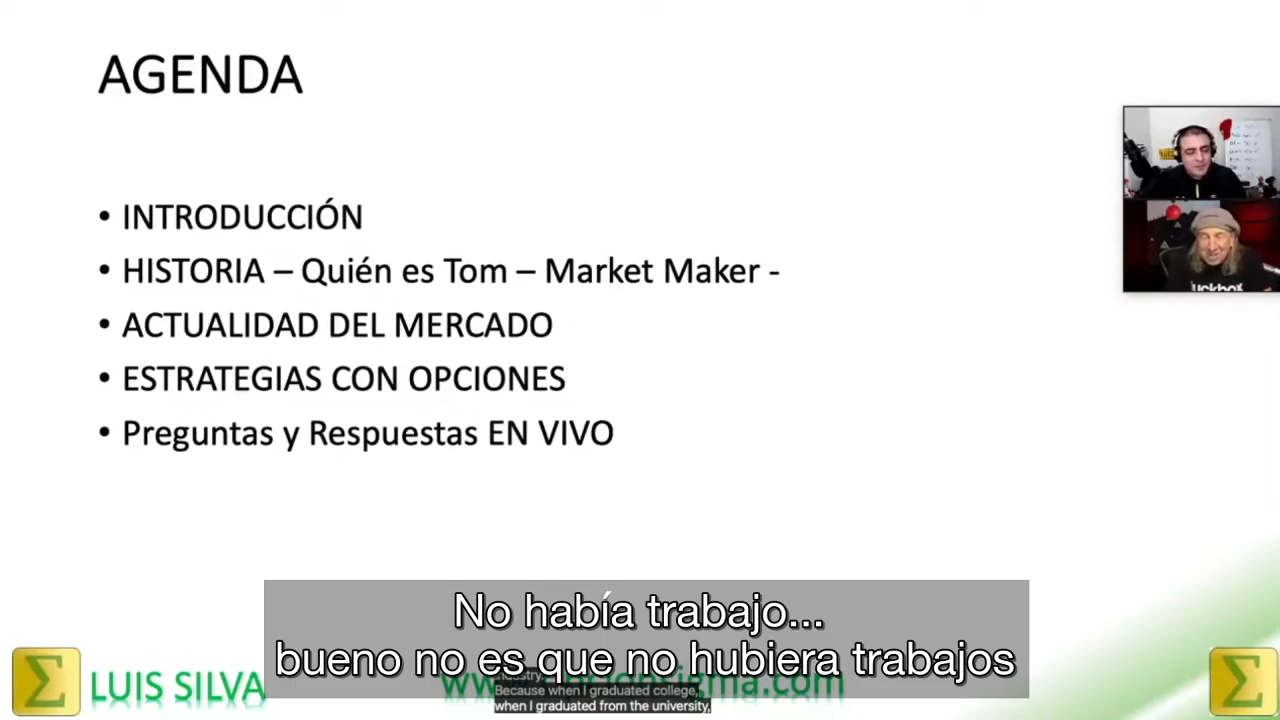 AGENDA
• INTRODUCCIÓN
• HISTORIA – Quién es Tom – Market Maker -
• ACTUALIDAD DEL MERCADO
• ESTRATEGIAS CON OPCIONES
• Preguntas y Respuestas EN VIVO
No había trabajo...
bueno no es que no hubiera trabajos
industry.
Because when I graduated college,
when I graduated from the university,
Σ LUIS SILVA
Σ